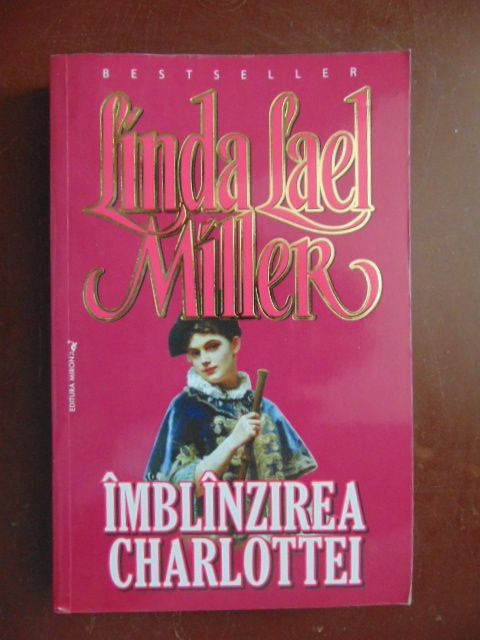 BESTSELLER
Linda Lael
Miller
EDITURA MIRON
ÎMBLÎNZIREA
CHARLOTTEI